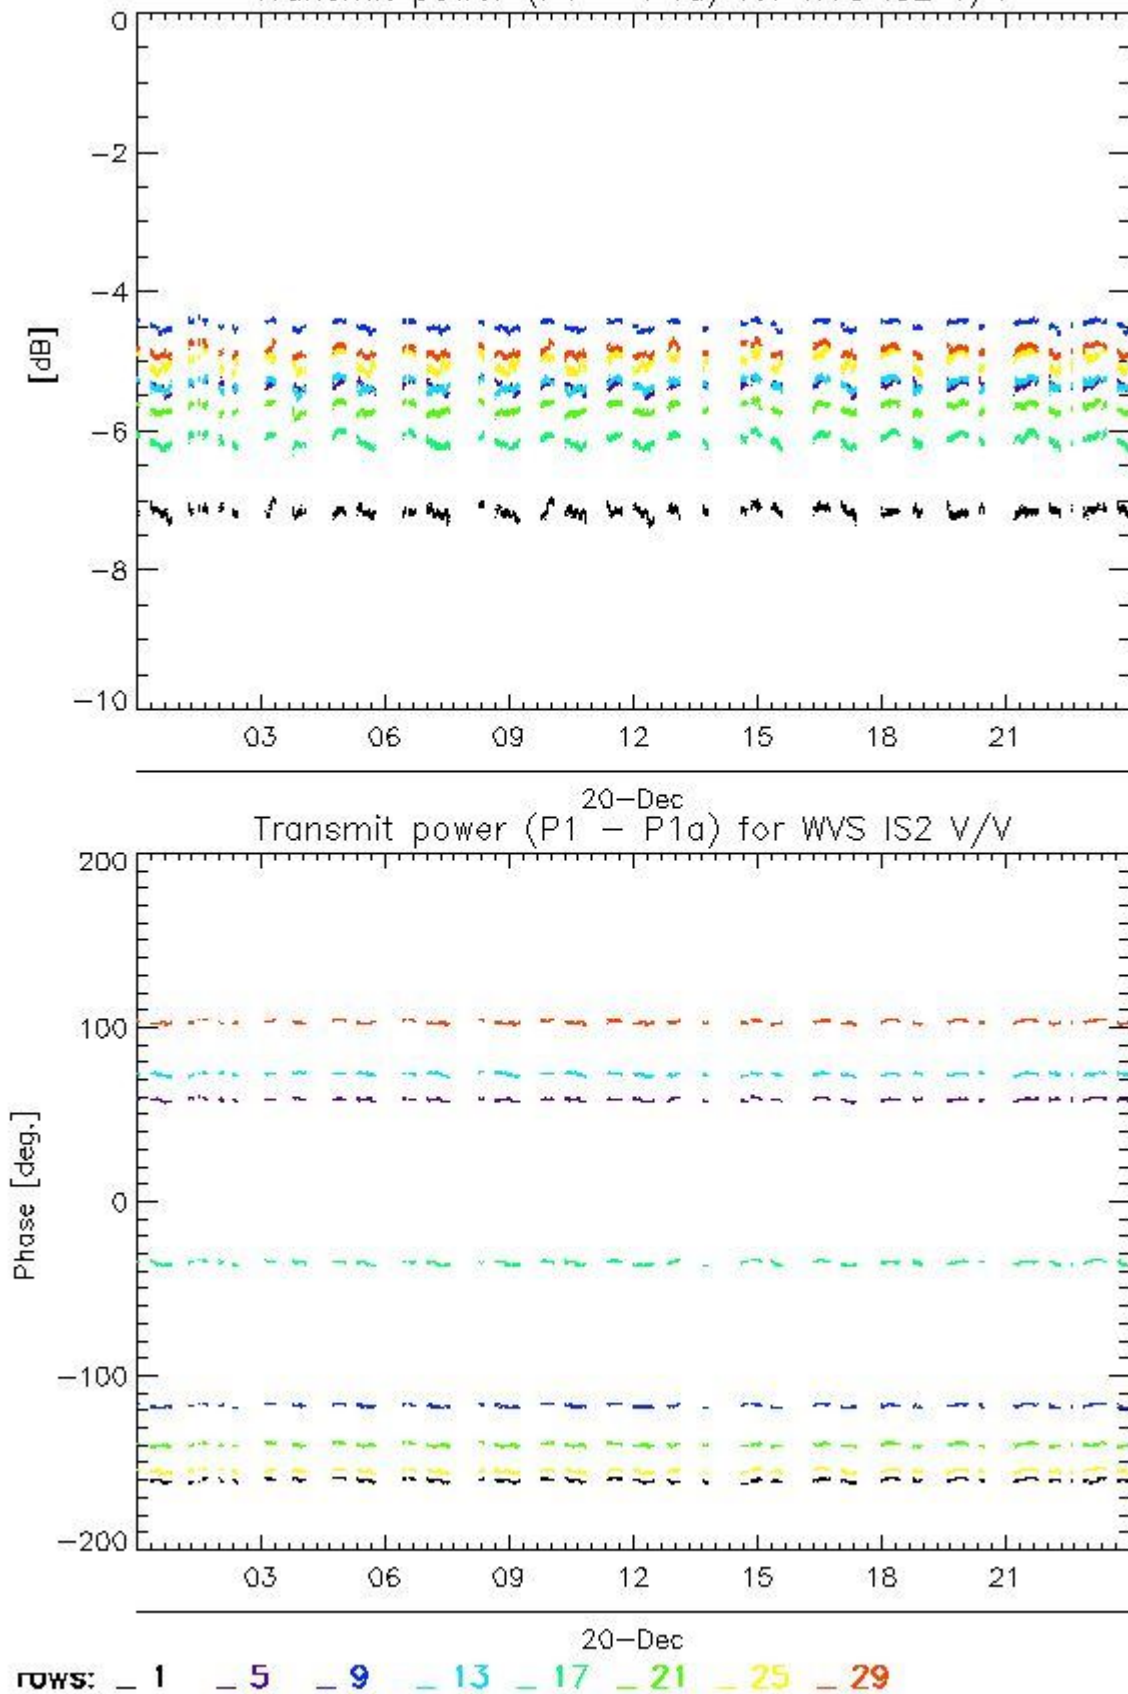 0
−2
−4
[dB]
−6
−8
−10
03 06 09 12 15 18 21
20−Dec
Transmit power (P1 − P1a) for WVS IS2 V/V
200
100
Phase [deg.]
0
−100
−200
03 06 09 12 15 18 21
20−Dec
rows: _ 1 _ 5 _ 9 _ 13 _ 17 _ 21 _ 25 _ 29